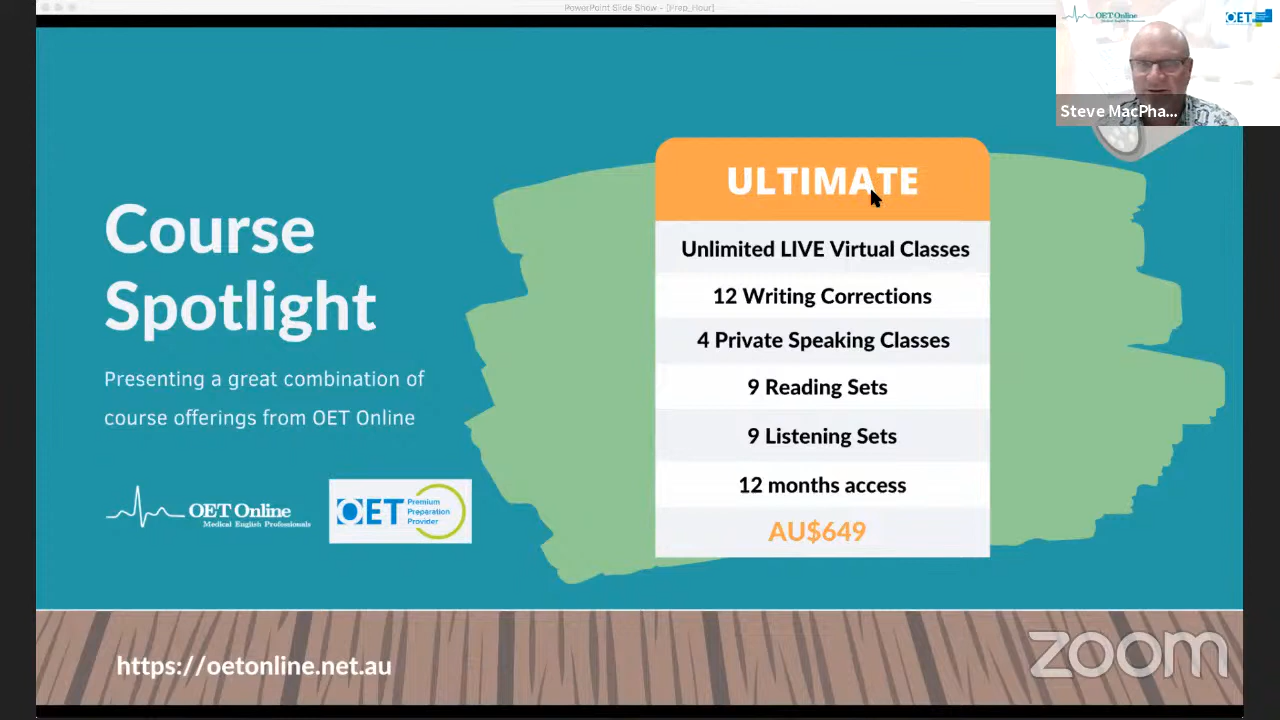 PowerPoint Slide Show - [Prep_Hour]
OET Online
OET
Steve MacPha...
Course
Spotlight
Presenting a great combination of
course offerings from OET Online
OET Online
Medical English Professionals
OET
Premium
Preparation
Provider
ULTIMATE
Unlimited LIVE Virtual Classes
12 Writing Corrections
4 Private Speaking Classes
9 Reading Sets
9 Listening Sets
12 months access
AU$649
https://oetonline.net.au
zoom